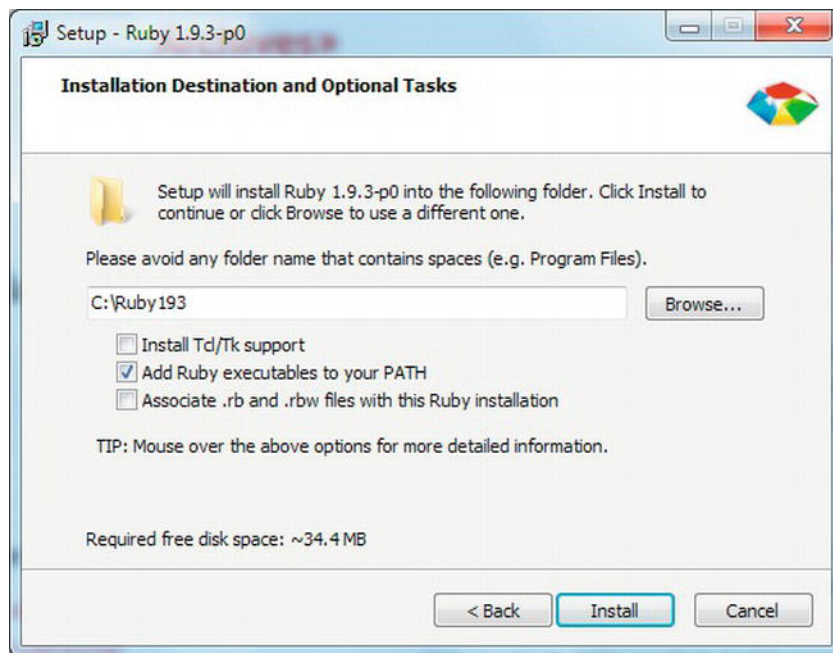 Setup - Ruby 1.9.3-p0
Installation Destination and Optional Tasks
Setup will install Ruby 1.9.3-p0 into the following folder. Click Install to
continue or click Browse to use a different one.
Please avoid any folder name that contains spaces (e.g. Program Files).
C:\Ruby193
Browse...
Install Tcl/Tk support
Add Ruby executables to your PATH
Associate .rb and .rbw files with this Ruby installation
TIP: Mouse over the above options for more detailed information.
Required free disk space: ~34.4 MB
< Back
Install
Cancel